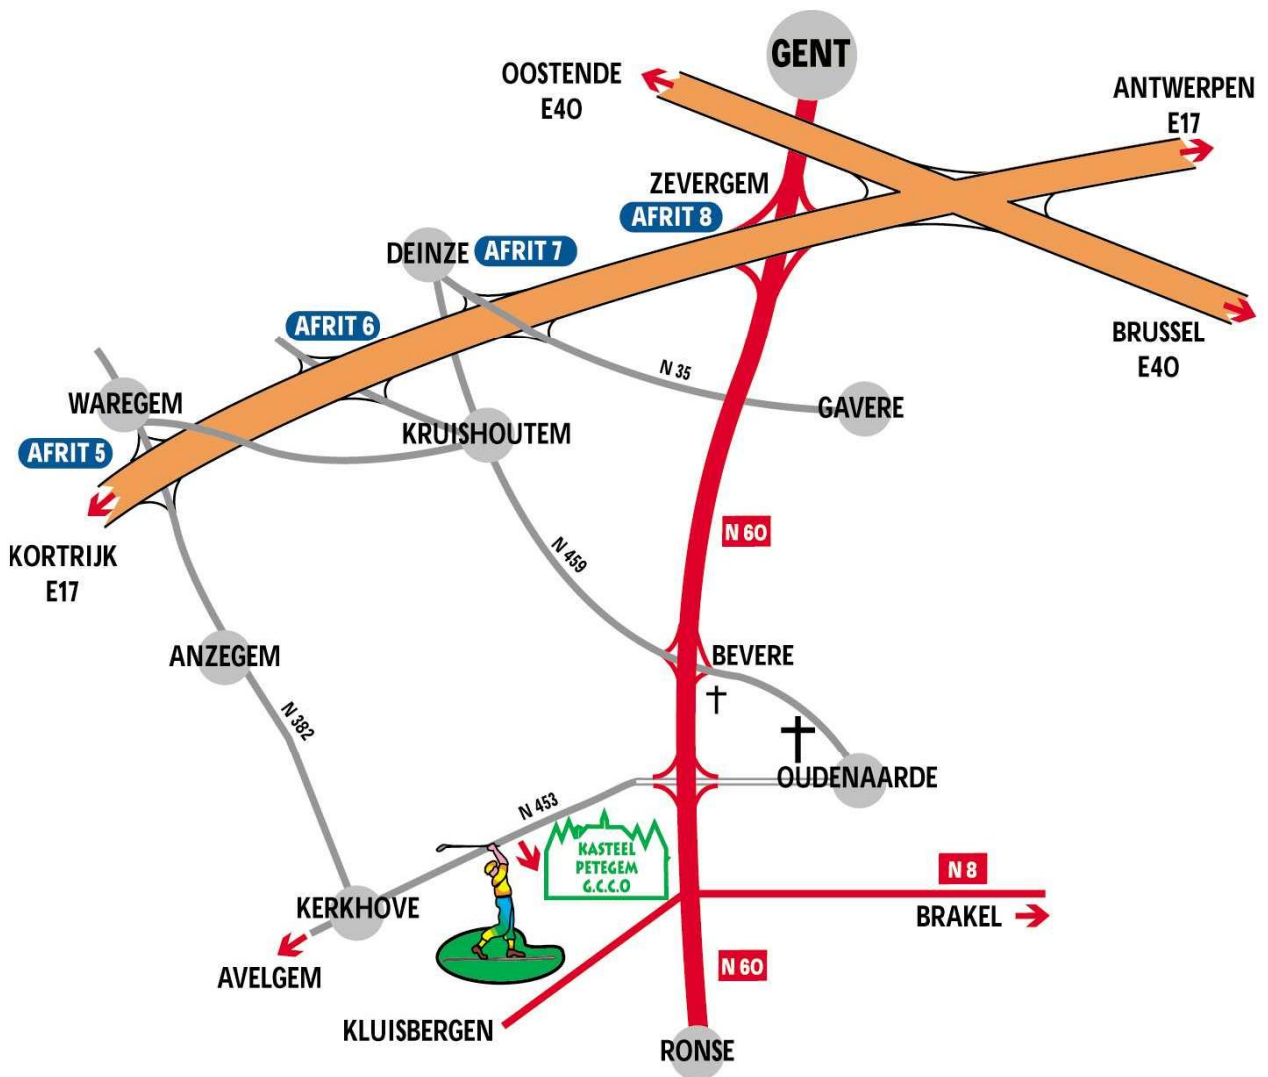 GENT
OOSTENDE
E40
ANTWERPEN
E17
ZEVERGEM
AFRIT 8
DEINZE
AFRIT 7
AFRIT 6
BRUSSEL
E40
N 35
WAREGEM
GAVERE
KRUISHOUTEM
AFRIT 5
N 60
KORTRIJK
E17
N 459
ANZEGEM
BEVERE
N 382
OUDENAARDE
N 453
KASTEEL
PETEGEM
G.C.C.O
N 8
KERKHOVE
BRAKEL
AVELGEM
N 60
KLUISBERGEN
RONSE